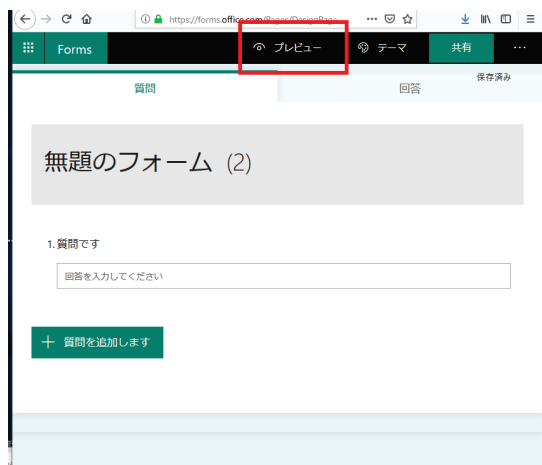 https://forms.office.com/Pages/DesignPage
Forms
プレビュー
テーマ
共有
質問
回答
保存済み
無題のフォーム (2)
1. 質問です
回答を入力してください
質問を追加します